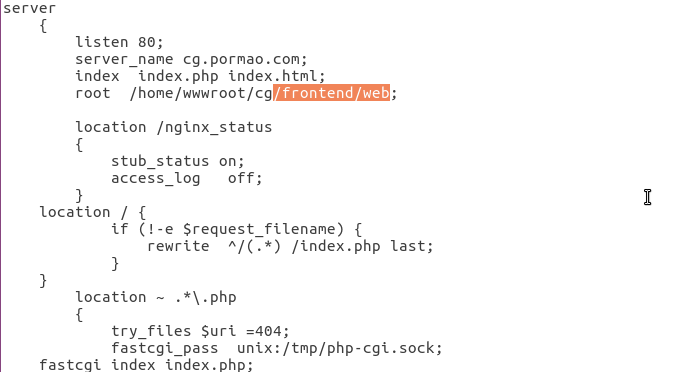 server
{
listen 80;
server_name cg.pormao.com;
index  index.php index.html;
root  /home/wwwroot/cg/frontend/web;
location /nginx_status
{
stub_status on;
access_log   off;
}
location / {
if (!-e $request_filename) {
rewrite  ^/(.*) /index.php last;
}
}
location ~ .*\.php
{
try_files $uri =404;
fastcgi_pass  unix:/tmp/php-cgi.sock;
fastcgi_index index.php;